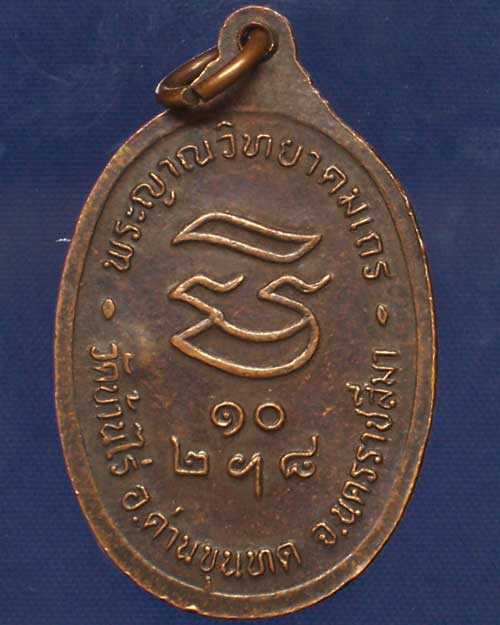 พระญาณวิทยาคมเถร
๑๐
๒ ๗ ๘
วัดบ้านไร่ อ.ด่านขุนทด จ.นครราชสีมา